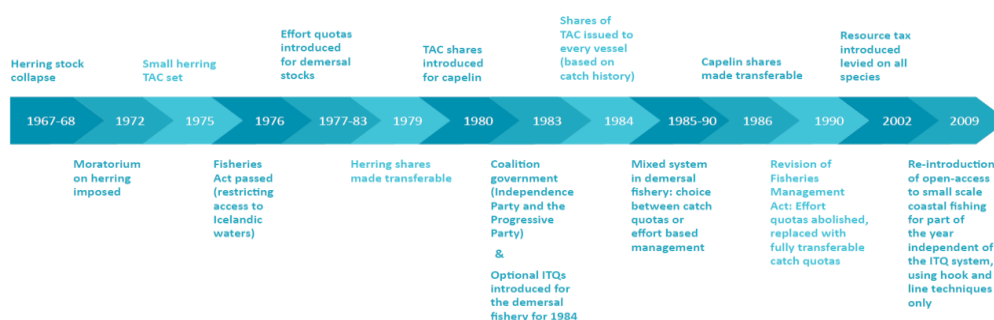 Herring stock
collapse
Small herring
TAC set
Effort quotas
introduced
for demersal
stocks
TAC shares
introduced
for capelin
Shares of
TAC issued to
every vessel
(based on
catch history)
Capelin shares
made transferable
Resource tax
introduced
levied on all
species
1967-68
1972
1975
1976
1977-83
1979
1980
1983
1984
1985-90
1986
1990
2002
2009
Moratorium
on herring
imposed
Fisheries
Act passed
(restricting
access to
Icelandic
waters)
Herring shares
made transferable
Coalition
government
(Independence
Party and the
Progressive
Party)
&
Optional ITQs
introduced for
the demersal
fishery for 1984
Mixed system
in demersal
fishery: choice
between catch
quotas or
effort based
management
Revision of
Fisheries
Management
Act: Effort
quotas abolished,
replaced with
fully transferable
catch quotas
Re-introduction
of open-access
to small scale
coastal fishing
for part of
the year
independent of
the ITQ system,
using hook and
line techniques
only